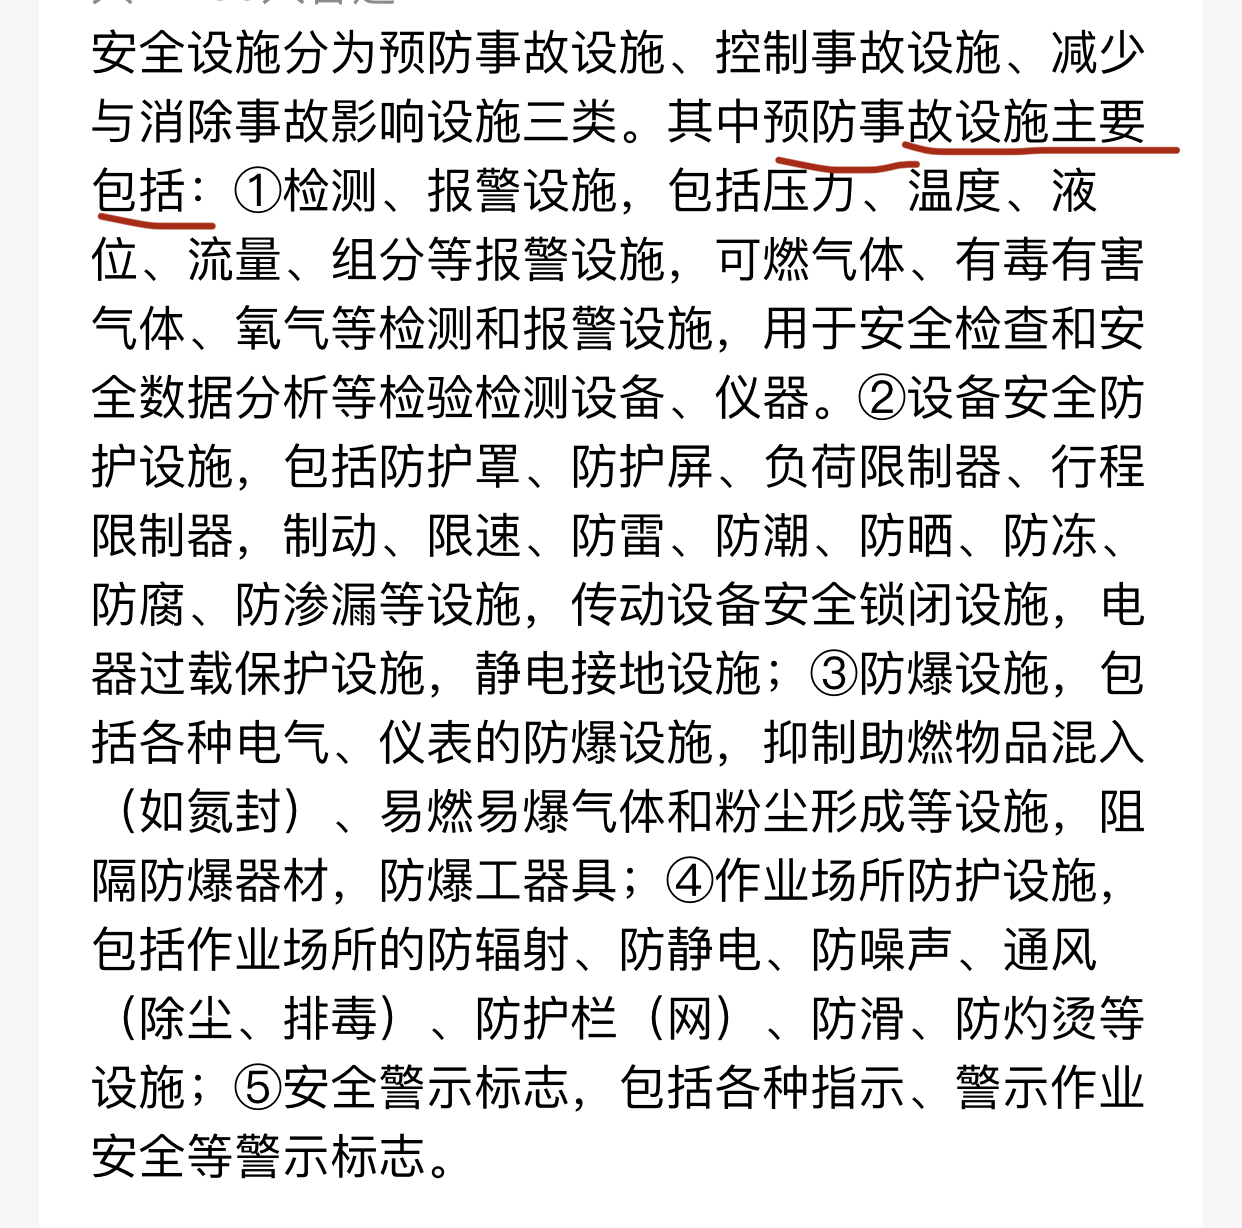 安全设施分为预防事故设施、控制事故设施、减少
与消除事故影响设施三类。其中预防事故设施主要
包括：①检测、报警设施，包括压力、温度、液
位、流量、组分等报警设施，可燃气体、有毒有害
气体、氧气等检测和报警设施，用于安全检查和安
全数据分析等检验检测设备、仪器。②设备安全防
护设施，包括防护罩、防护屏、负荷限制器、行程
限制器，制动、限速、防雷、防潮、防晒、防冻、
防腐、防渗漏等设施，传动设备安全锁闭设施，电
器过载保护设施，静电接地设施；③防爆设施，包
括各种电气、仪表的防爆设施，抑制助燃物品混入
（如氮封）、易燃易爆气体和粉尘形成等设施，阻
隔防爆器材，防爆工器具；④作业场所防护设施，
包括作业场所的防辐射、防静电、防噪声、通风
（除尘、排毒）、防护栏（网）、防滑、防灼烫等
设施；⑤安全警示标志，包括各种指示、警示作业
安全等警示标志。